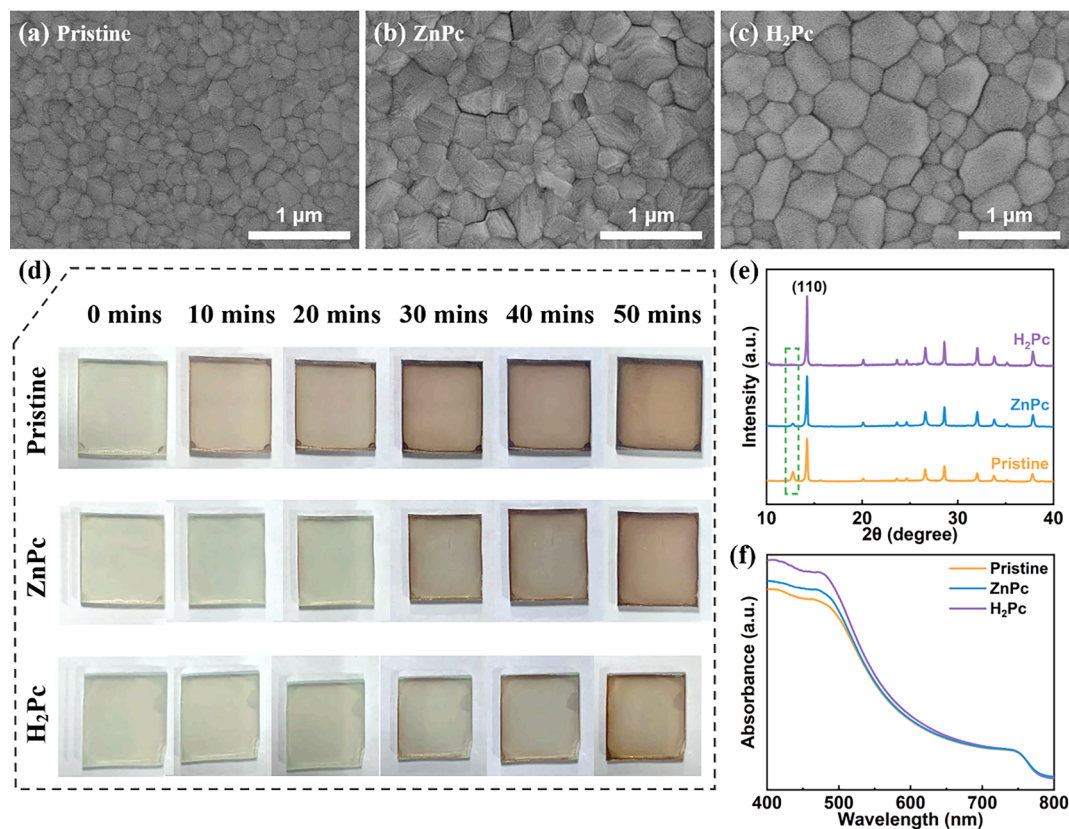 (a) Pristine
1 μm
(b) ZnPc
1 μm
(c) H₂Pc
1 μm
(d)
0 mins 10 mins 20 mins 30 mins 40 mins 50 mins
Pristine
ZnPc
H₂Pc
(e)
(110)
H₂Pc
ZnPc
Pristine
Intensity (a.u.)
10 20 30 40
2θ (degree)
(f)
Pristine
ZnPc
H₂Pc
Absorbance (a.u.)
400 500 600 700 800
Wavelength (nm)